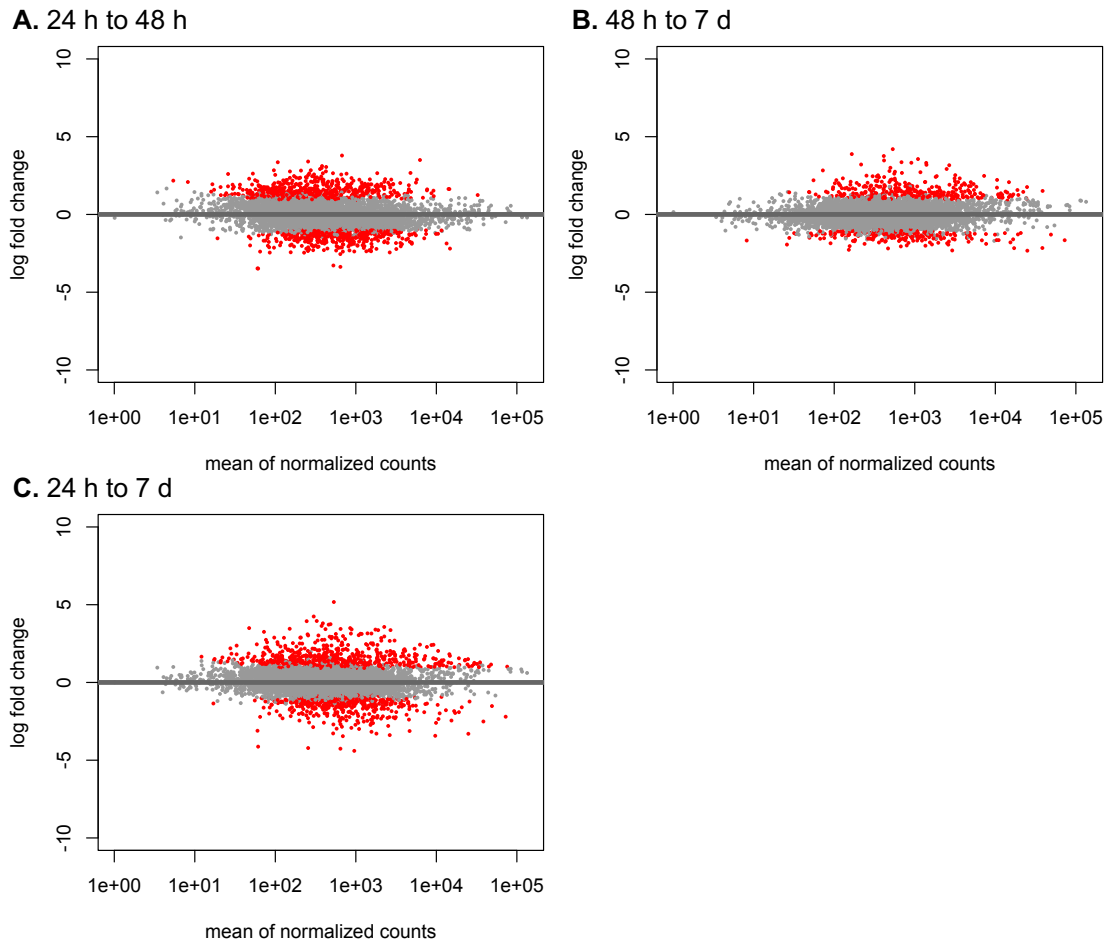 A. 24 h to 48 h
10
5
0
-5
-10
log fold change
1e+00 1e+01 1e+02 1e+03 1e+04 1e+05
mean of normalized counts
B. 48 h to 7 d
10
5
0
-5
-10
log fold change
1e+00 1e+01 1e+02 1e+03 1e+04 1e+05
mean of normalized counts
C. 24 h to 7 d
10
5
0
-5
-10
log fold change
1e+00 1e+01 1e+02 1e+03 1e+04 1e+05
mean of normalized counts